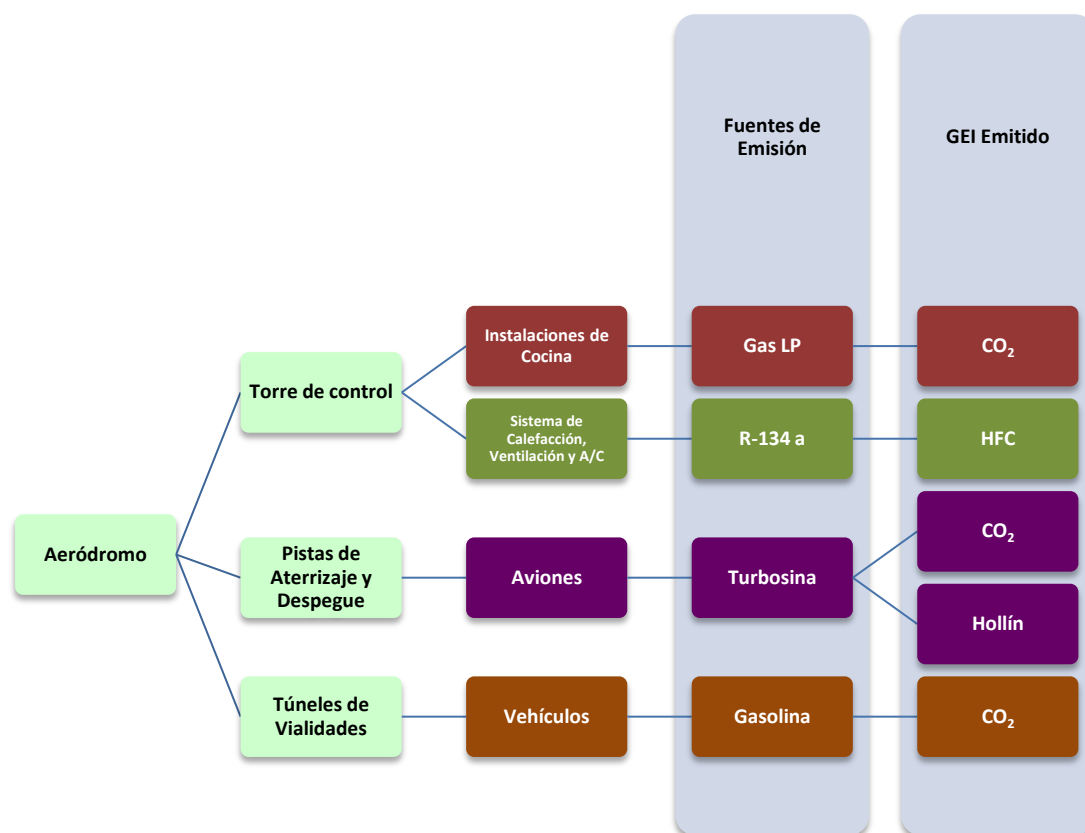 Fuentes de
Emisión
GEI Emitido
Instalaciones de
Cocina
Gas LP
CO₂
Torre de control
Sistema de
Calefacción,
Ventilación y A/C
R-134 a
HFC
CO₂
Aeródromo
Pistas de
Aterrizaje y
Despegue
Aviones
Turbosina
Hollín
Túneles de
Vialidades
Vehículos
Gasolina
CO₂